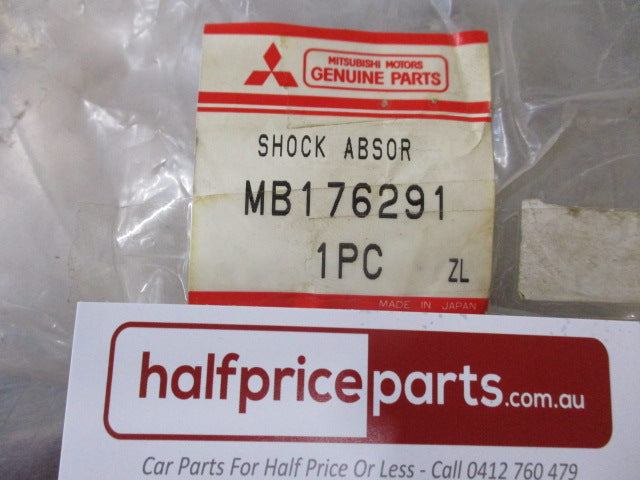 MITSUBISHI MOTORS
GENUINE PARTS
SHOCK ABSOR
MB176291
1PC ZL
MADE IN JAPAN
halfpriceparts.com.au
Car Parts For Half Price Or Less - Call 0412 760 479